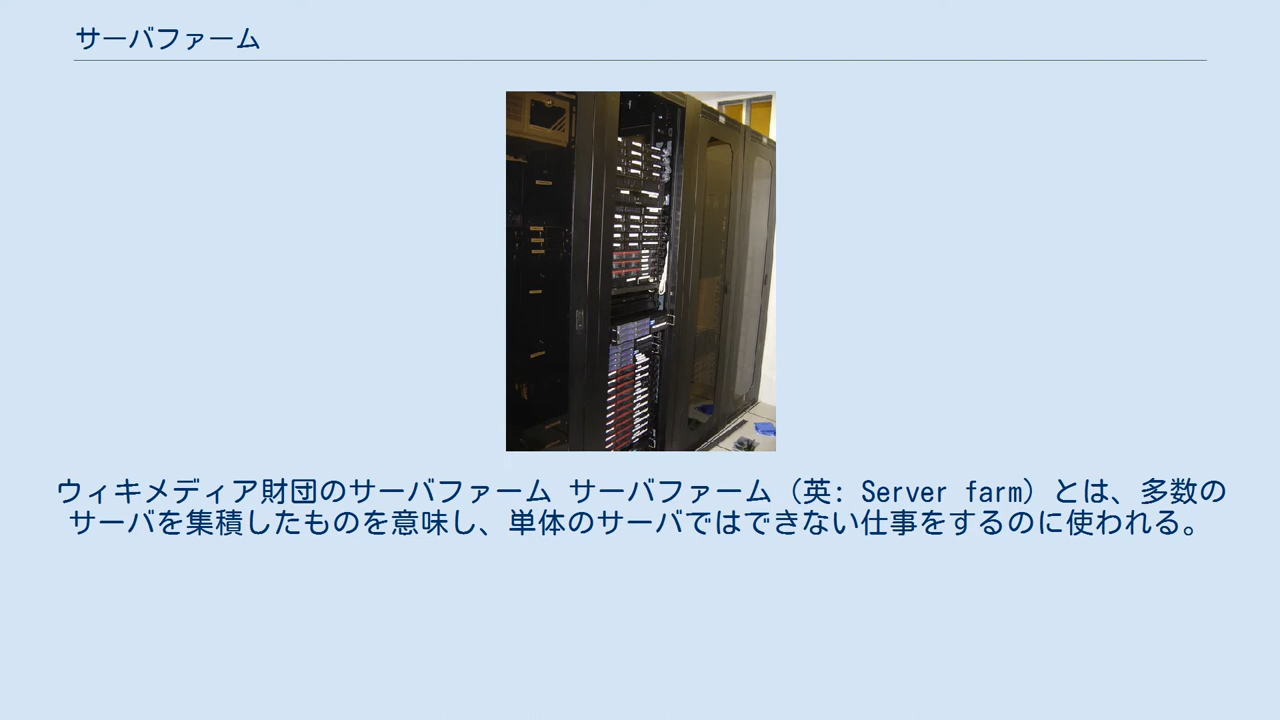 サーバファーム
ウィキメディア財団のサーバファーム サーバファーム（英: Server farm）とは、多数の
サーバを集積したものを意味し、単体のサーバではできない仕事をするのに使われる。